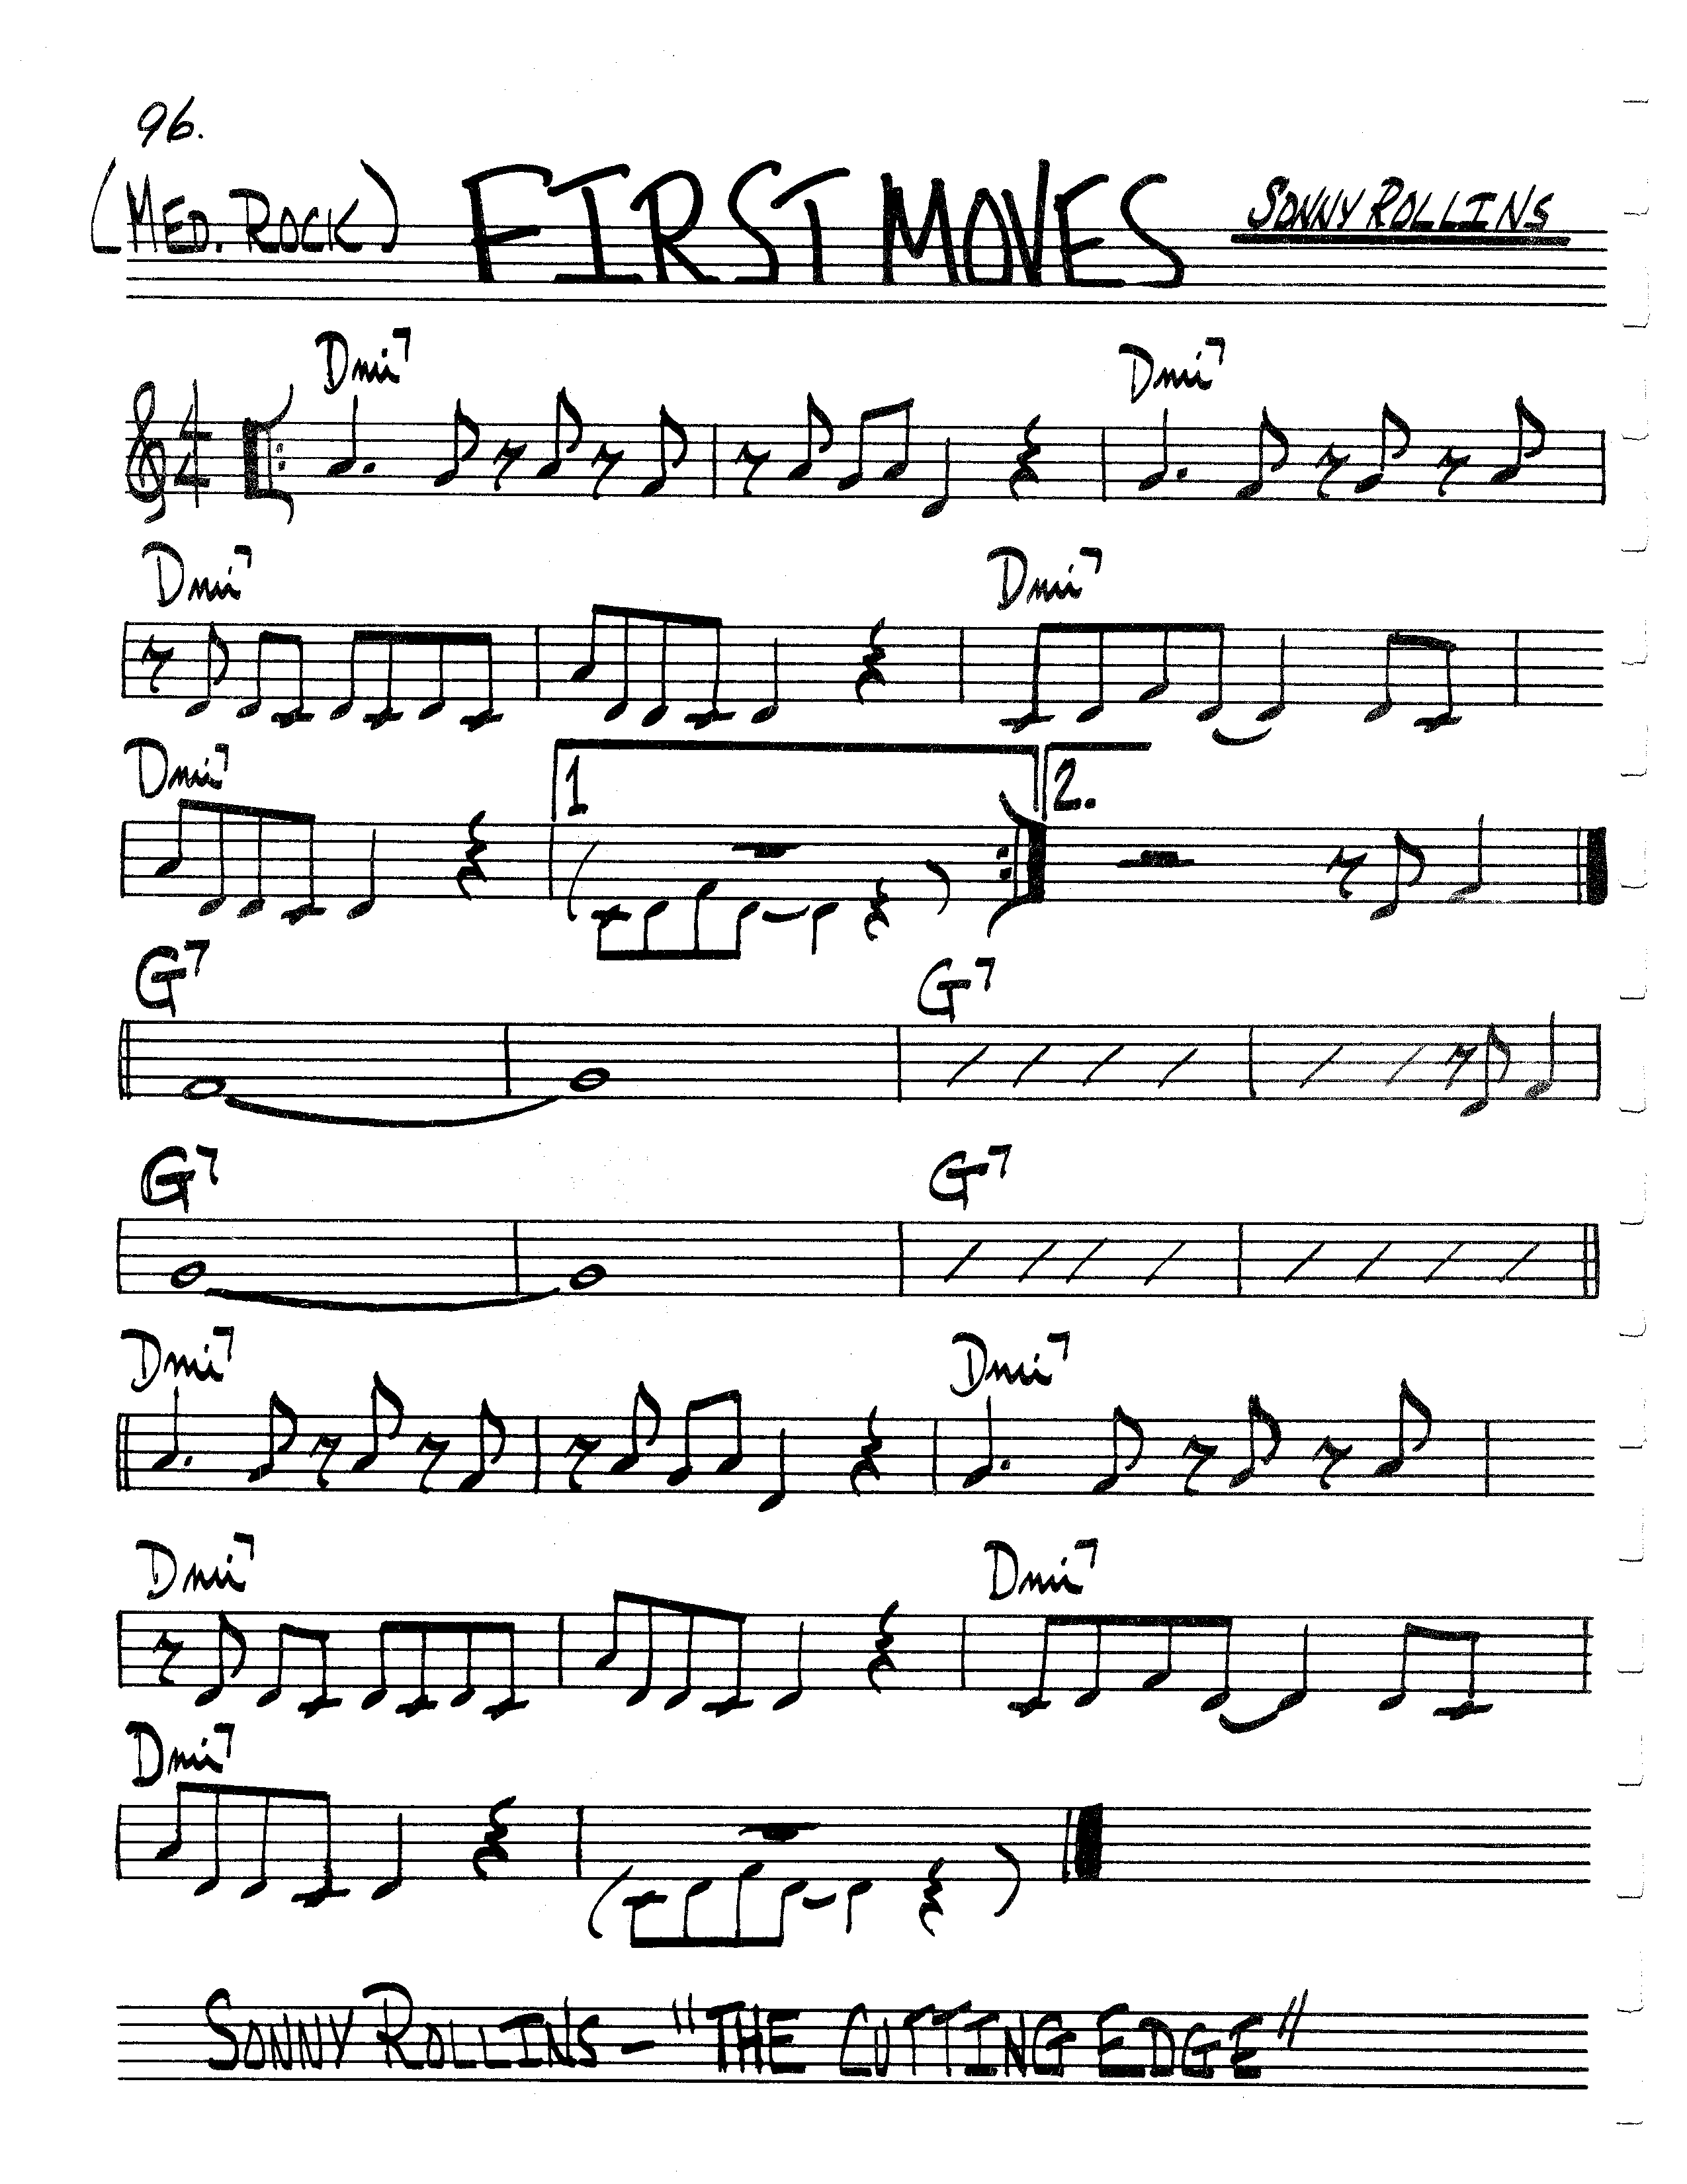 96.
(MED. ROCK) FIRST MOVES SONNY ROLLINS
Dmi7 Dmi7
4
4
Dmi7 Dmi7
Dmi7 1 2.
G7 G7
G7 G7
Dmi7 Dmi7
Dmi7 Dmi7
Dmi7
SONNY ROLLINS - "THE CUTTING EDGE"